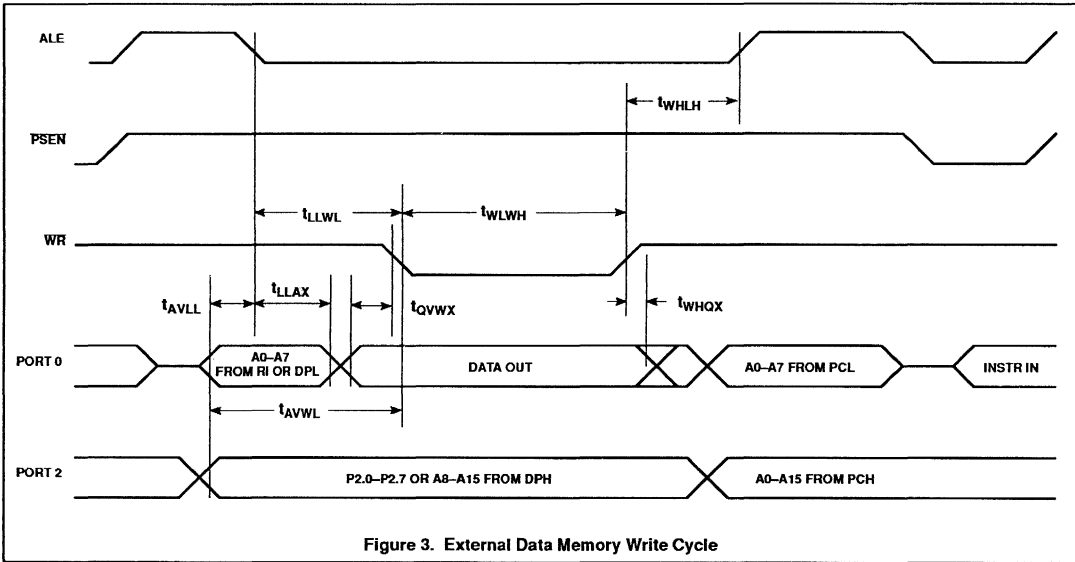 ALE
tWHLH
PSEN
tLLWL
tWLWH
WR
tAVLL
tLLAX
tQVWX
tWHQX
PORT 0
A0–A7
FROM RI OR DPL
DATA OUT
A0–A7 FROM PCL
INSTR IN
tAVWL
PORT 2
P2.0–P2.7 OR A8–A15 FROM DPH
A0–A15 FROM PCH
Figure 3. External Data Memory Write Cycle